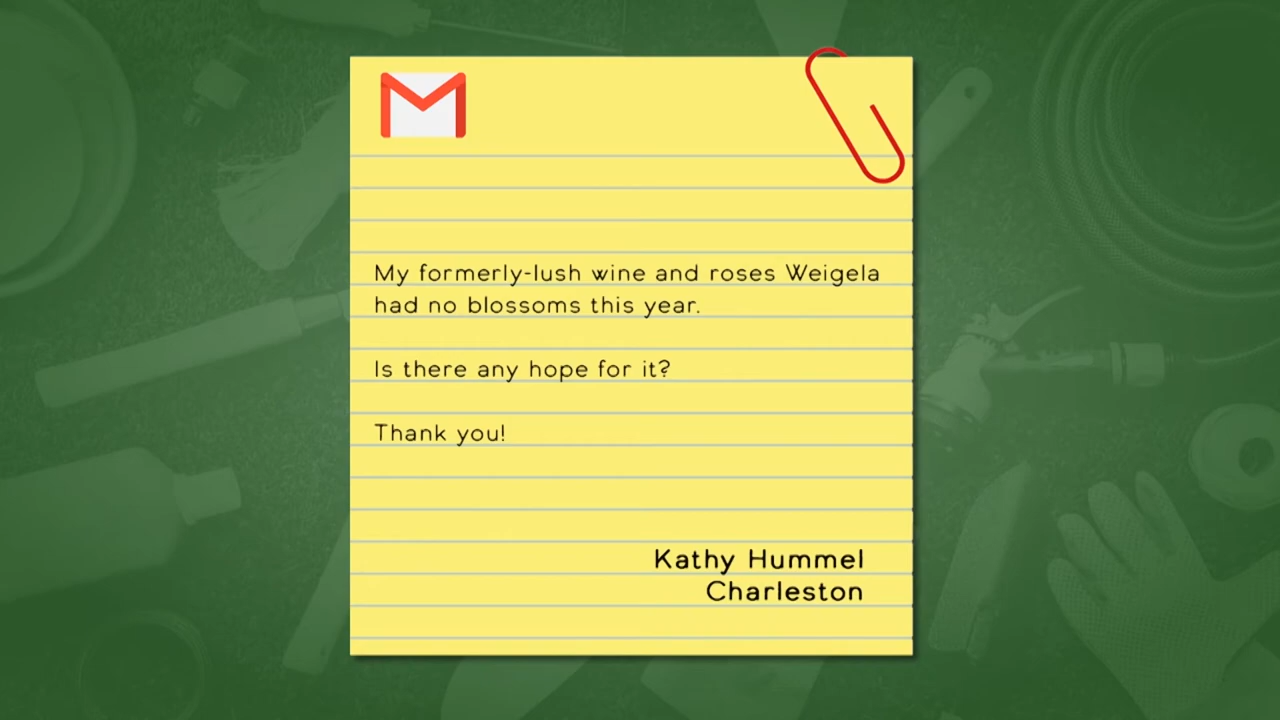 My formerly-lush wine and roses Weigela
had no blossoms this year.
Is there any hope for it?
Thank you!
Kathy Hummel
Charleston